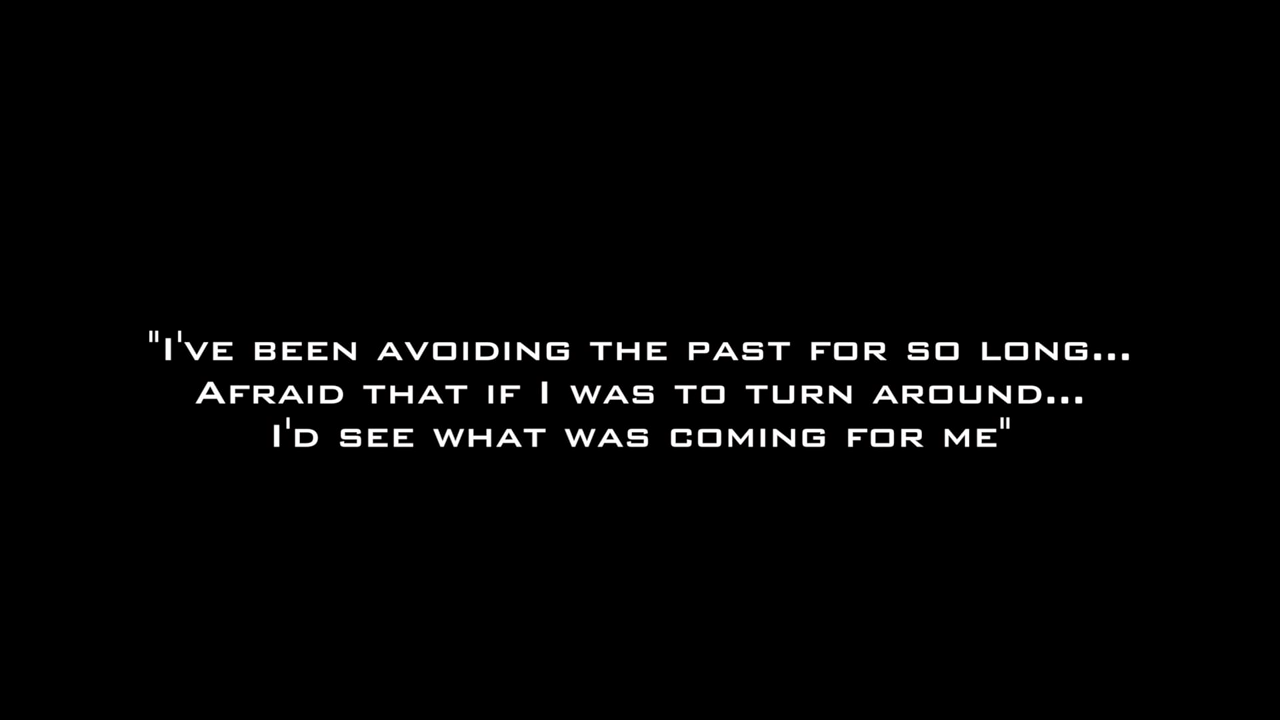 "I've been avoiding the past for so long...
Afraid that if I was to turn around...
I'd see what was coming for me"